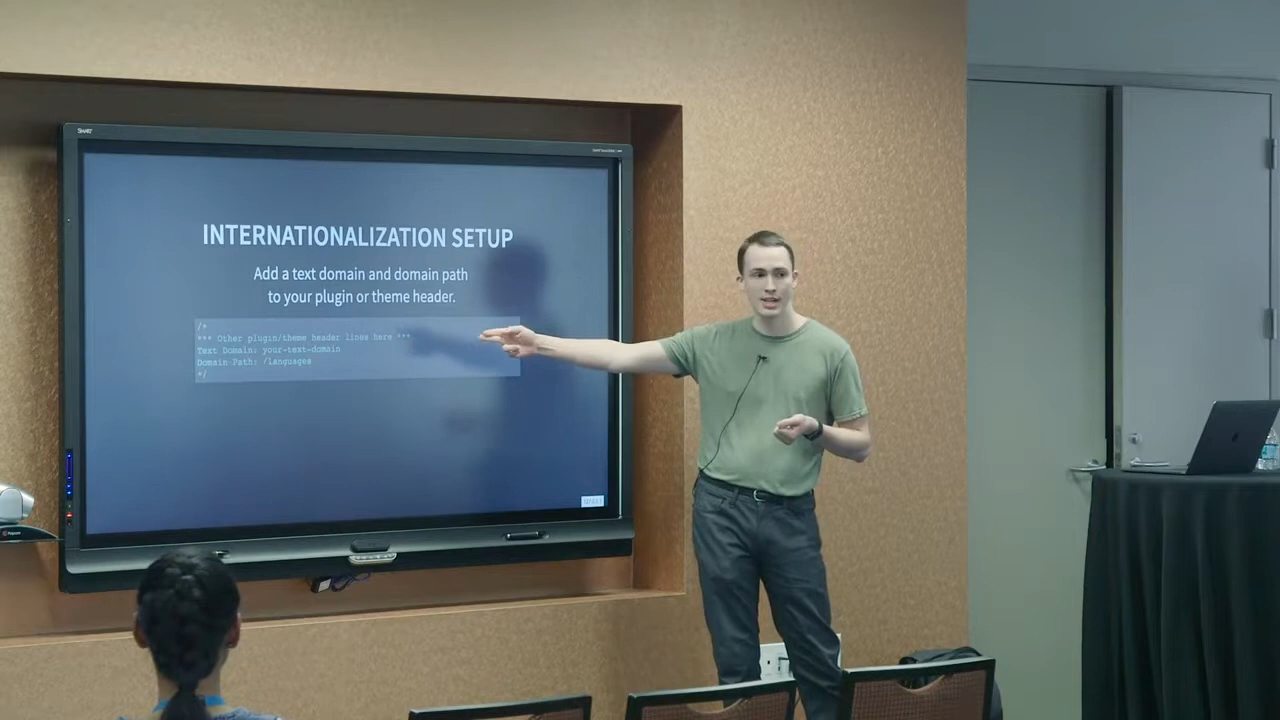 SMART
INTERNATIONALIZATION SETUP
Add a text domain and domain path
to your plugin or theme header.
/*
*** Other plugin/theme header lines here ***
Text Domain: your-text-domain
Domain Path: /languages
*/